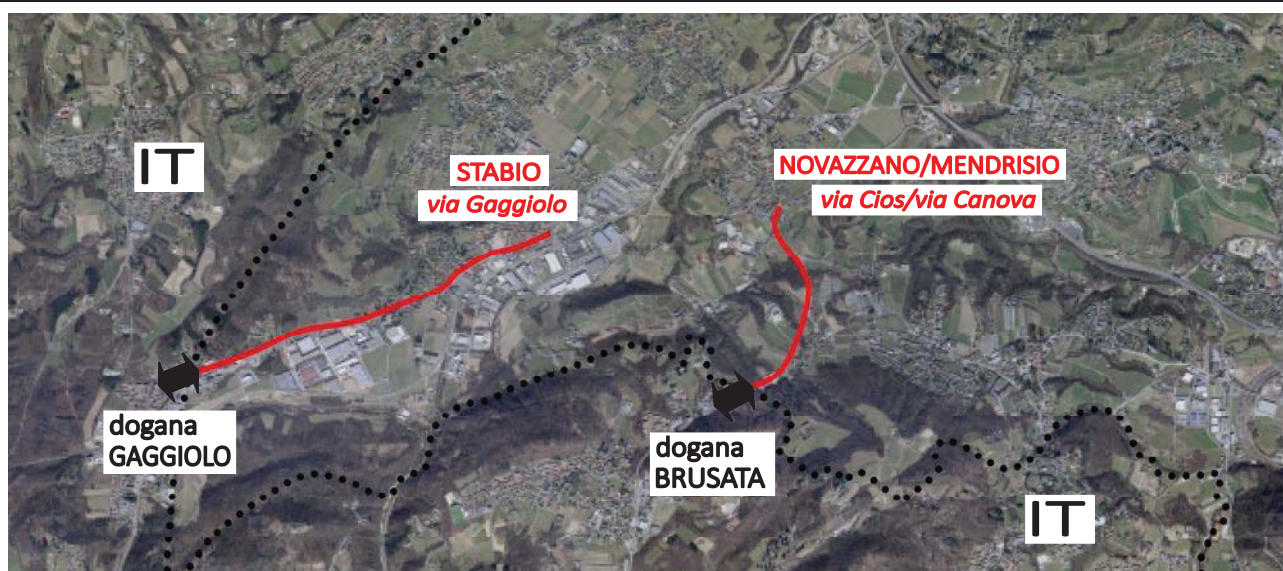 IT
STABIO
via Gaggiolo
NOVAZZANO/MENDRISIO
via Cios/via Canova
dogana
GAGGIOLO
dogana
BRUSATA
IT